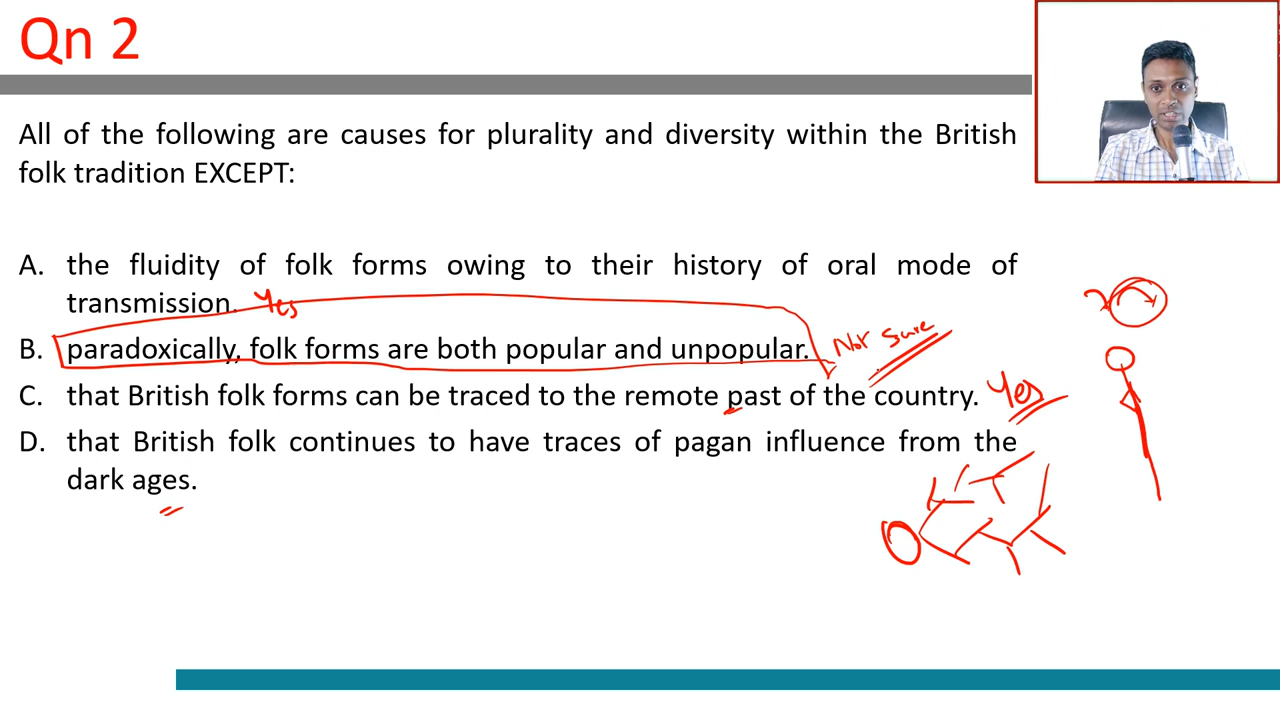 Qn 2
All of the following are causes for plurality and diversity within the British
folk tradition EXCEPT:
A. the fluidity of folk forms owing to their history of oral mode of
transmission. Yes
B. paradoxically, folk forms are both popular and unpopular. Not Sure
C. that British folk forms can be traced to the remote past of the country. Yes
D. that British folk continues to have traces of pagan influence from the
dark ages.